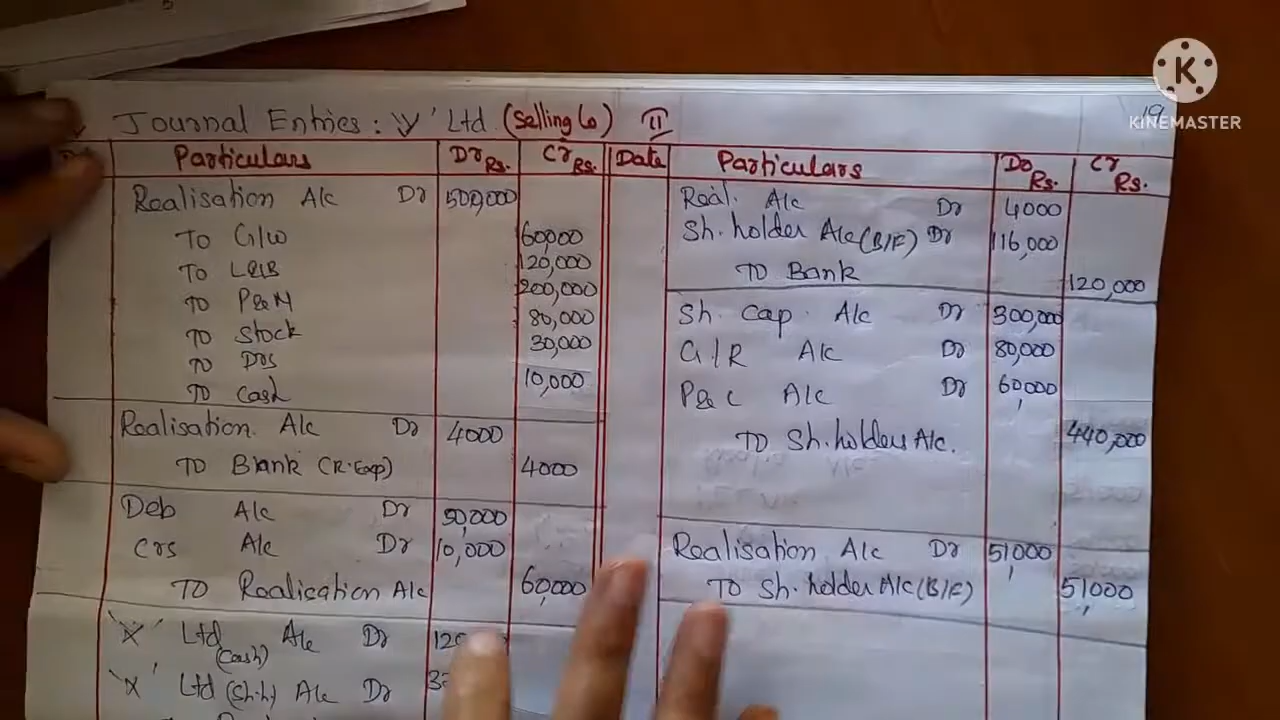 KINEMASTER
19
Journal Entries: 'Y' Ltd (Selling Co) II
Particulars Dr Rs. Cr Rs.
Realisation A/c Dr 500,000
To G/W 60000
To L&B 120,000
To P&M 200,000
To Stock 80,000
To Drs 30,000
To Cash 10,000
Realisation A/c Dr 4000
To Bank (R.Exp) 4000
Deb A/c Dr 50,000
Crs A/c Dr 10,000
To Realisation A/c 60,000
'X' Ltd (Cash) A/c Dr
'X' Ltd (Sh.h) A/c Dr
Date Particulars Dr Rs. Cr Rs.
Real. A/c Dr 4000
Sh. holder A/c (B/F) Dr 116,000
To Bank 120,000
Sh. Cap. A/c Dr 300,000
G/R A/c Dr 80,000
P&L A/c Dr 60,000
To Sh. holders A/c. 440,000
Realisation A/c Dr 51,000
To Sh. holder A/c (B/F) 51000